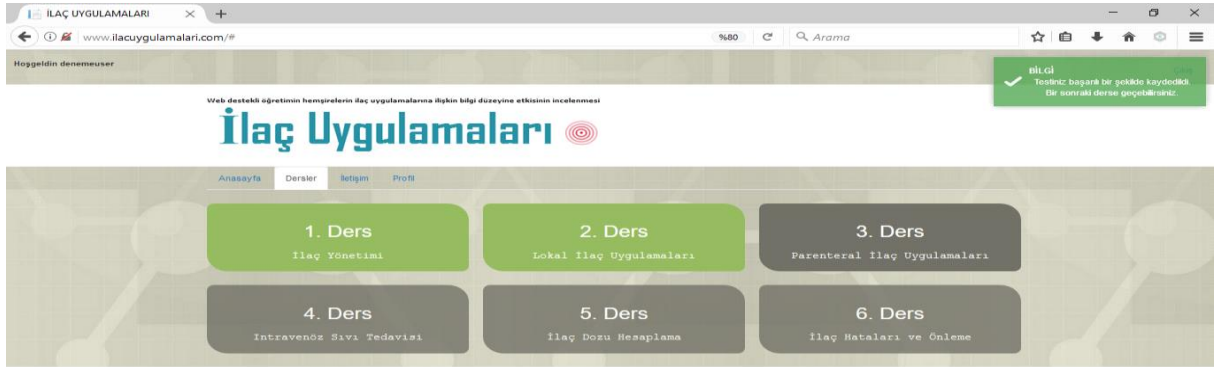 İLAÇ UYGULAMALARI
www.ilacuygulamalari.com/#
%80
Arama
Hoşgeldin denemeuser
BİLGİ
Testiniz başarılı bir şekilde kaydedildi.
Bir sonraki derse geçebilirsiniz.
Web destekli öğretimin hemşirelerin ilaç uygulamalarına ilişkin bilgi düzeyine etkisinin incelenmesi
İlaç Uygulamaları
Anasayfa Dersler İletişim Profil
1. Ders
İlaç Yönetimi
2. Ders
Lokal İlaç Uygulamaları
3. Ders
Parenteral İlaç Uygulamaları
4. Ders
Intravenöz Sıvı Tedavisi
5. Ders
İlaç Dozu Hesaplama
6. Ders
İlaç Hataları ve Önleme